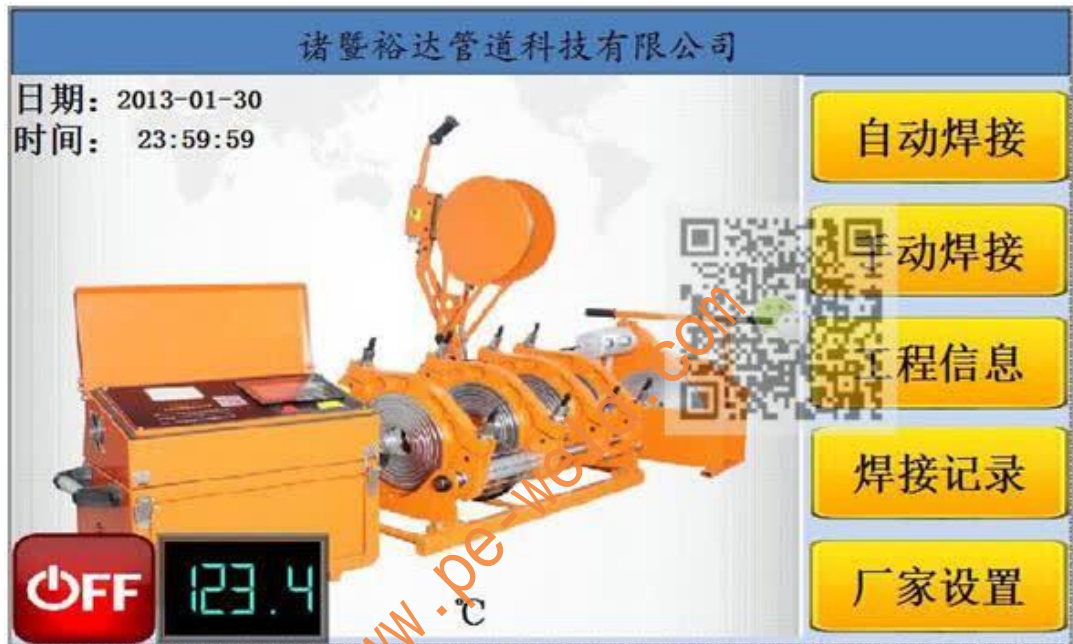 诸暨裕达管道科技有限公司
日期：2013-01-30
时间： 23:59:59
自动焊接
手动焊接
工程信息
焊接记录
厂家设置
OFF
123.4
℃
www.pe-weld.com